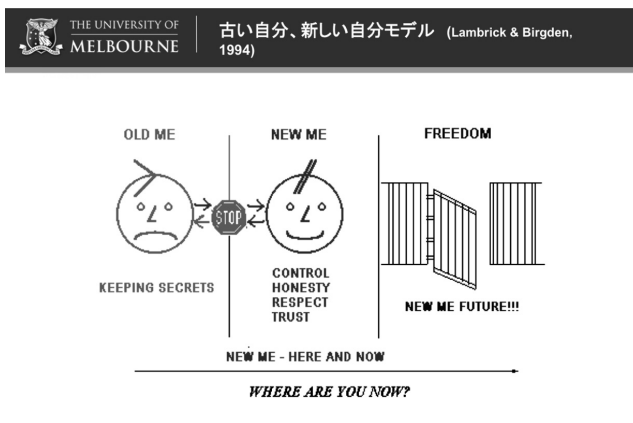 THE UNIVERSITY OF
MELBOURNE
古い自分、新しい自分モデル (Lambrick & Birgden,
1994)
OLD ME
NEW ME
FREEDOM
STOP
KEEPING SECRETS
CONTROL
HONESTY
RESPECT
TRUST
NEW ME FUTURE!!!
NEW ME - HERE AND NOW
WHERE ARE YOU NOW?